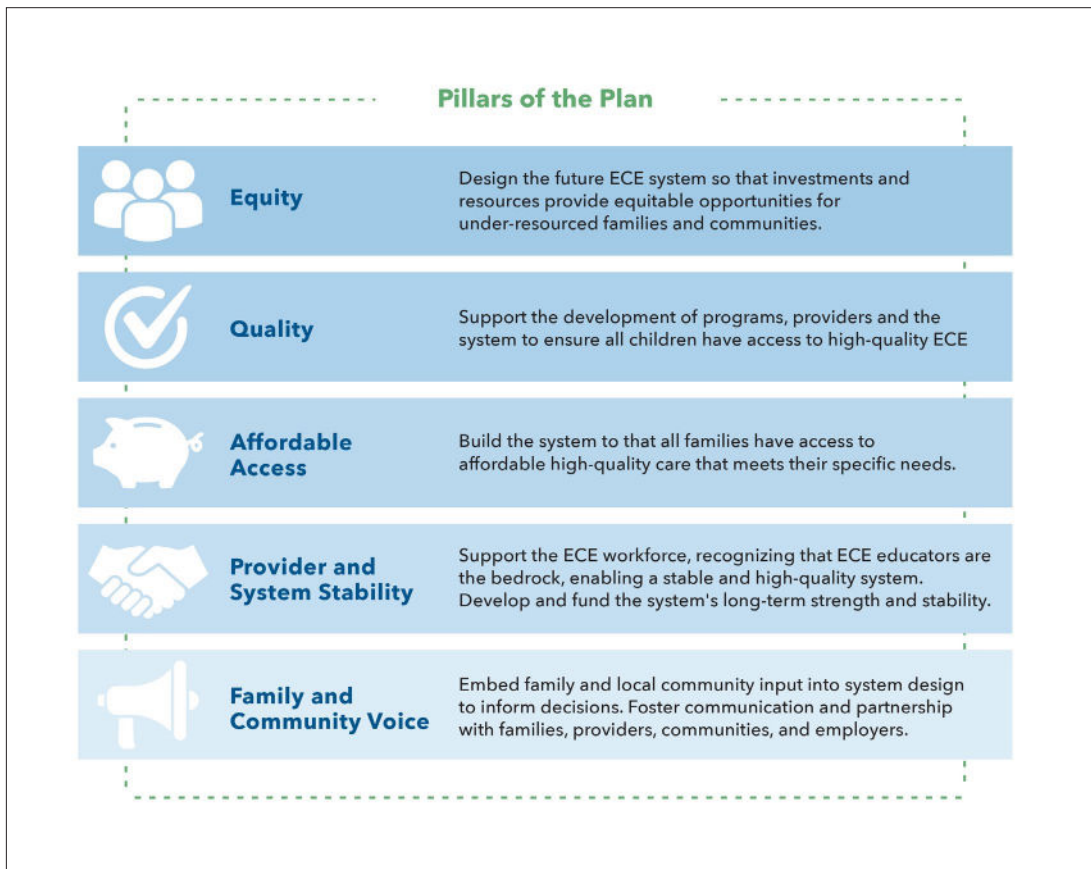 Pillars of the Plan
Equity
Design the future ECE system so that investments and
resources provide equitable opportunities for
under-resourced families and communities.
Quality
Support the development of programs, providers and the
system to ensure all children have access to high-quality ECE
Affordable
Access
Build the system to that all families have access to
affordable high-quality care that meets their specific needs.
Provider and
System Stability
Support the ECE workforce, recognizing that ECE educators are
the bedrock, enabling a stable and high-quality system.
Develop and fund the system's long-term strength and stability.
Family and
Community Voice
Embed family and local community input into system design
to inform decisions. Foster communication and partnership
with families, providers, communities, and employers.